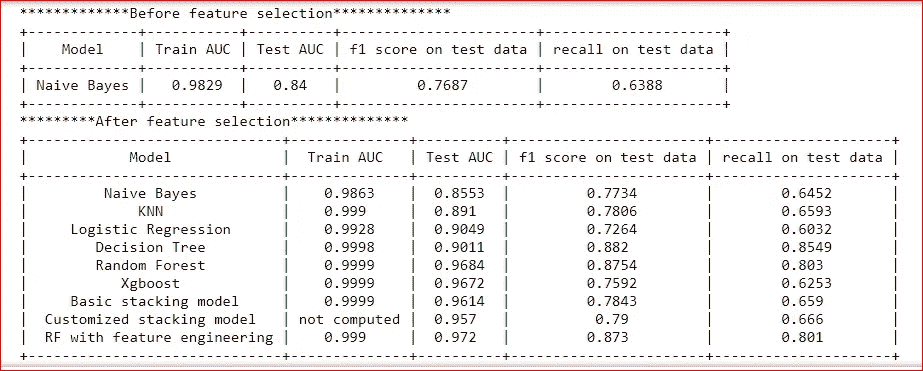 *************Before feature selection**************
+-------------+-----------+----------+-----------------------+---------------------+
| Model | Train AUC | Test AUC | f1 score on test data | recall on test data |
+-------------+-----------+----------+-----------------------+---------------------+
| Naive Bayes | 0.9829 | 0.84 | 0.7687 | 0.6388 |
+-------------+-----------+----------+-----------------------+---------------------+
*********After feature selection**************
+-----------------------------+--------------+----------+-----------------------+---------------------+
| Model | Train AUC | Test AUC | f1 score on test data | recall on test data |
+-----------------------------+--------------+----------+-----------------------+---------------------+
| Naive Bayes | 0.9863 | 0.8553 | 0.7734 | 0.6452 |
| KNN | 0.999 | 0.891 | 0.7806 | 0.6593 |
| Logistic Regression | 0.9928 | 0.9049 | 0.7264 | 0.6032 |
| Decision Tree | 0.9998 | 0.9011 | 0.882 | 0.8549 |
| Random Forest | 0.9999 | 0.9684 | 0.8754 | 0.803 |
| Xgboost | 0.9999 | 0.9672 | 0.7592 | 0.6253 |
| Basic stacking model | 0.9999 | 0.9614 | 0.7843 | 0.659 |
| Customized stacking model | not computed | 0.957 | 0.79 | 0.666 |
| RF with feature engineering | 0.999 | 0.972 | 0.873 | 0.801 |
+-----------------------------+--------------+----------+-----------------------+---------------------+